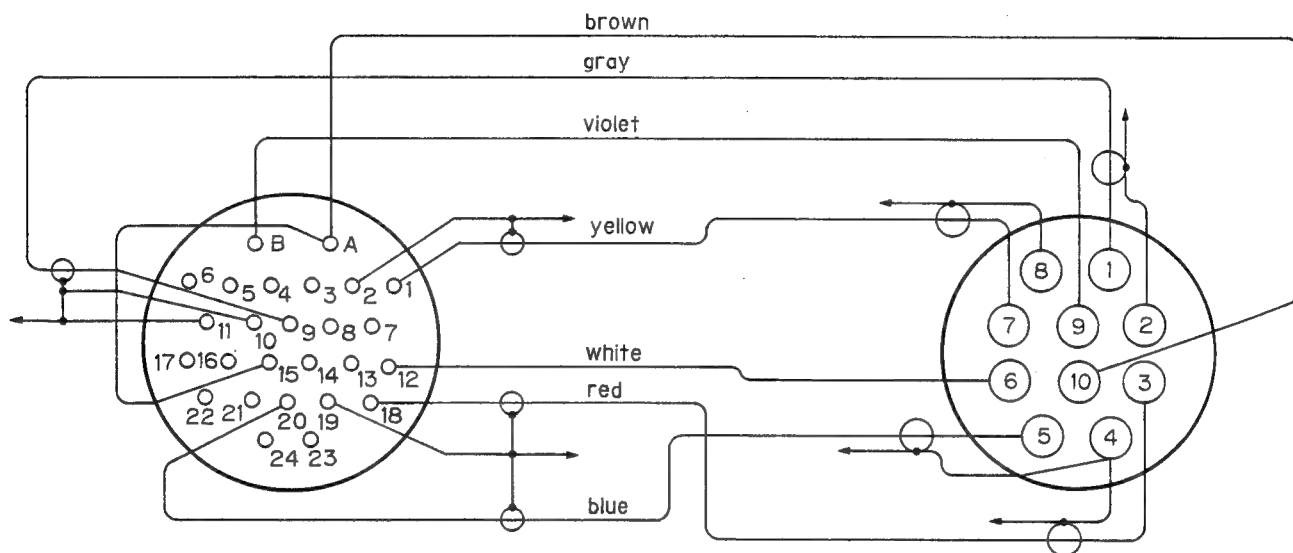 brown
gray
violet
yellow
B A
6 5 4 3 2 1
11 10 9 8 7
17 16 15 14 13 12
22 21 20 19 18
24 23
white
red
blue
8 1
7 9 2
6 10 3
5 4